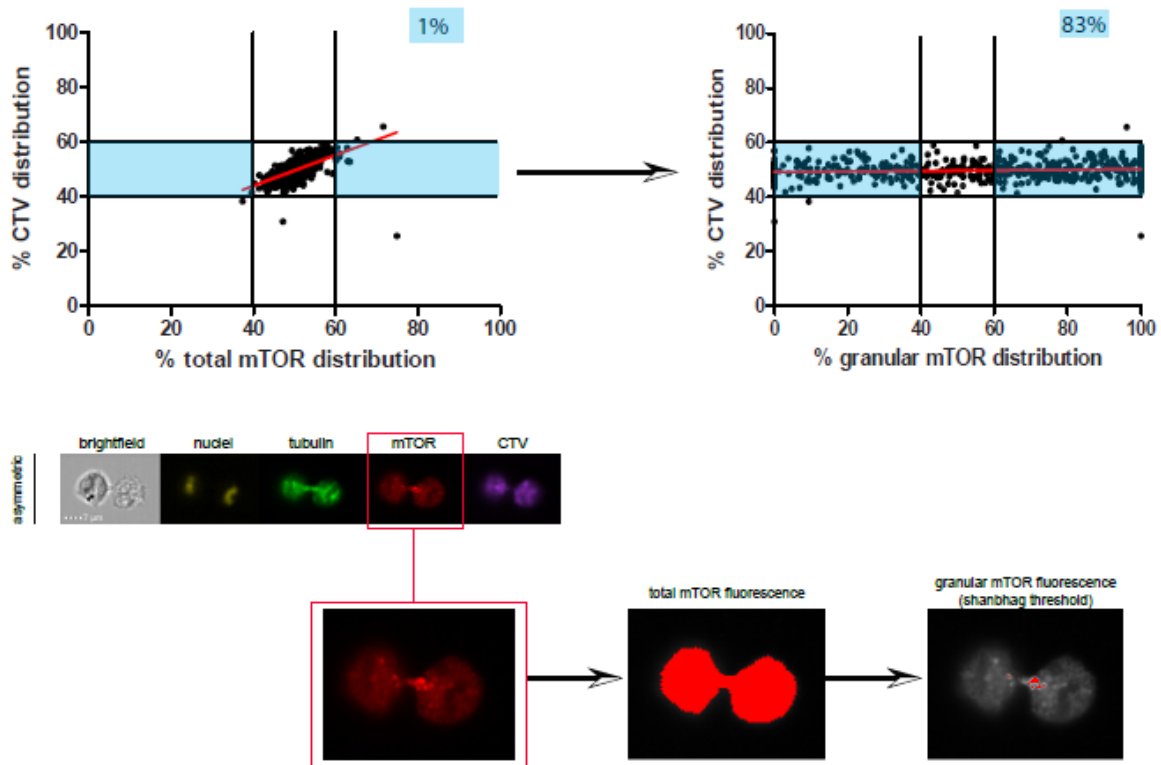 1%
83%
100
80
60
40
20
0
% CTV distribution
0 20 40 60 80 100
% total mTOR distribution
100
80
60
40
20
0
% CTV distribution
0 20 40 60 80 100
% granular mTOR distribution
brightfield nuclei tubulin mTOR CTV
asymmetric
7 µm
total mTOR fluorescence
granular mTOR fluorescence
(shanbhag threshold)